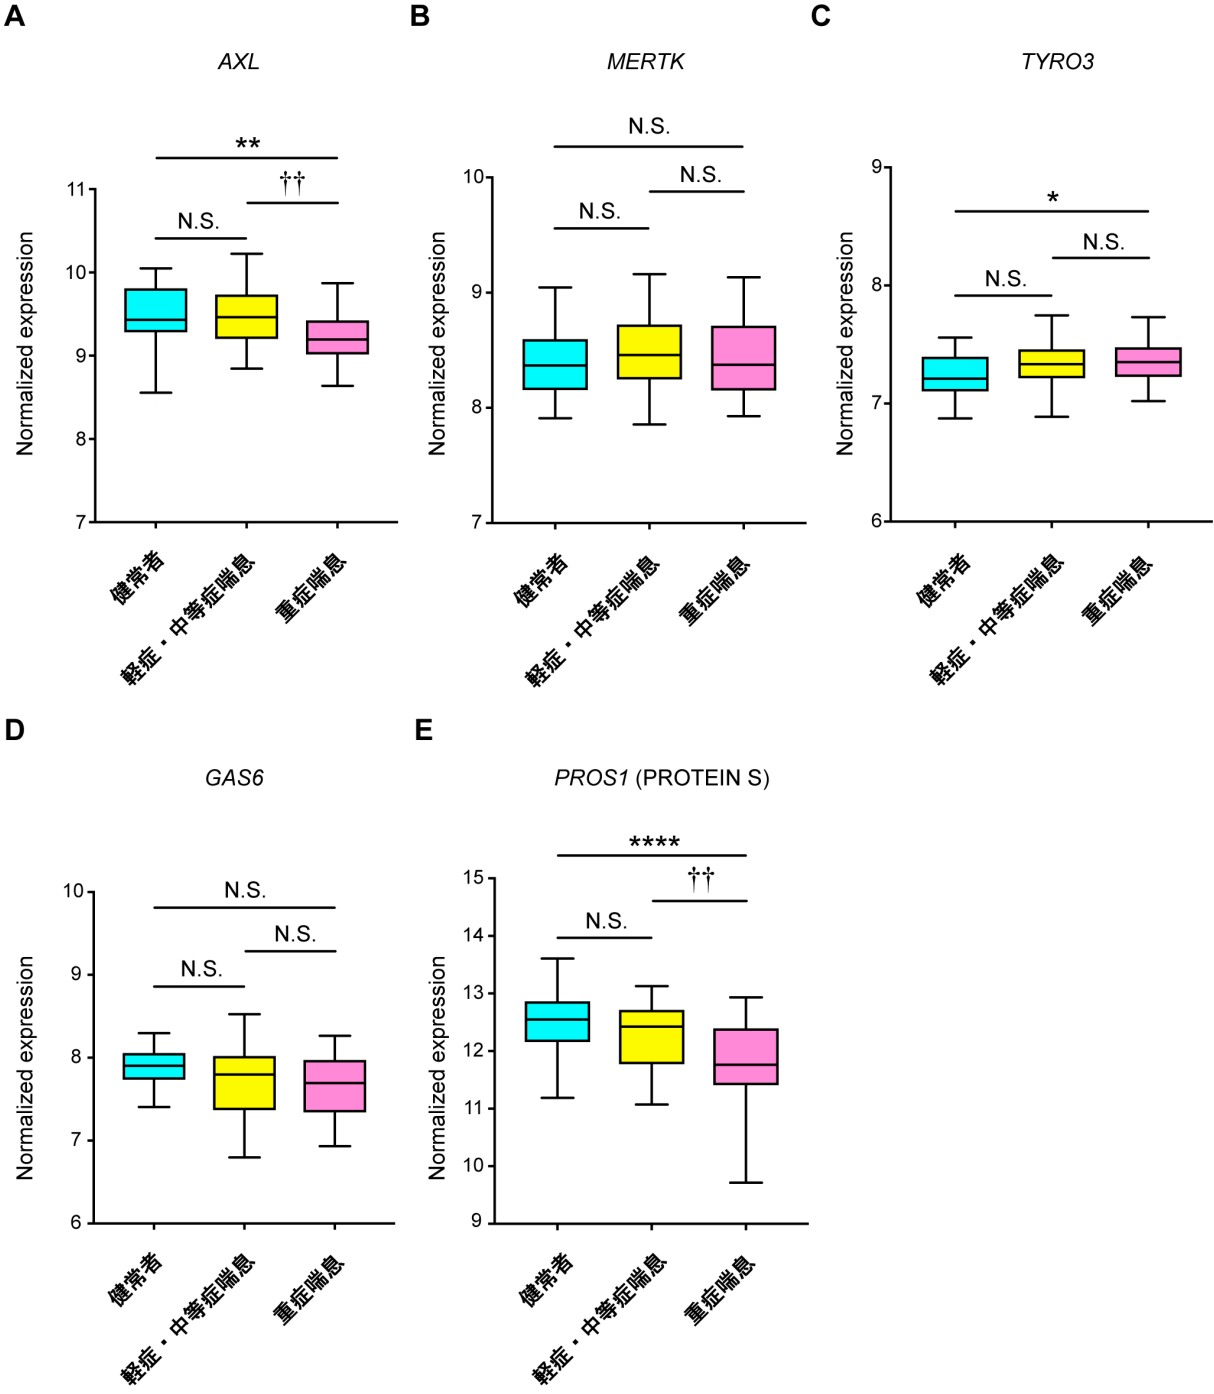 A
AXL
**
††
N.S.
11
10
9
8
7
Normalized expression
健常者
軽症・中等症喘息
重症喘息
B
MERTK
N.S.
N.S.
N.S.
10
9
8
7
Normalized expression
健常者
軽症・中等症喘息
重症喘息
C
TYRO3
*
N.S.
N.S.
9
8
7
6
Normalized expression
健常者
軽症・中等症喘息
重症喘息
D
GAS6
N.S.
N.S.
N.S.
10
9
8
7
6
Normalized expression
健常者
軽症・中等症喘息
重症喘息
E
PROS1 (PROTEIN S)
****
††
N.S.
15
14
13
12
11
10
9
Normalized expression
健常者
軽症・中等症喘息
重症喘息